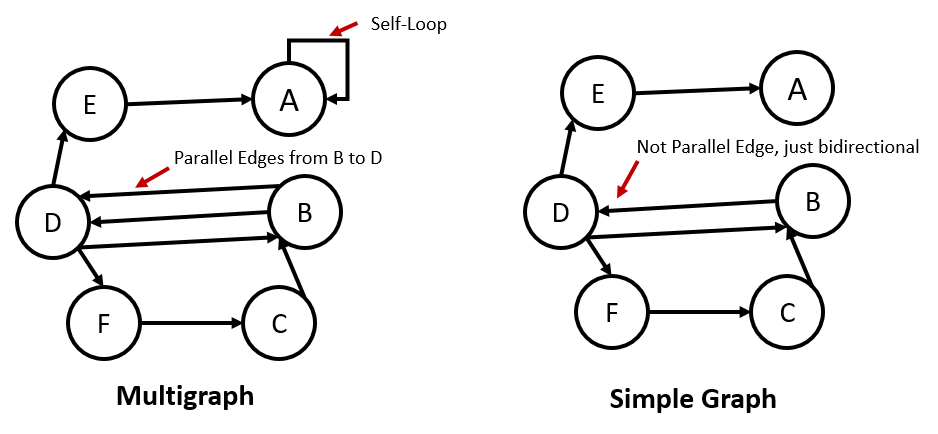 Self-Loop
E
A
Parallel Edges from B to D
D
B
F
C
Multigraph
E
A
Not Parallel Edge, just bidirectional
D
B
F
C
Simple Graph